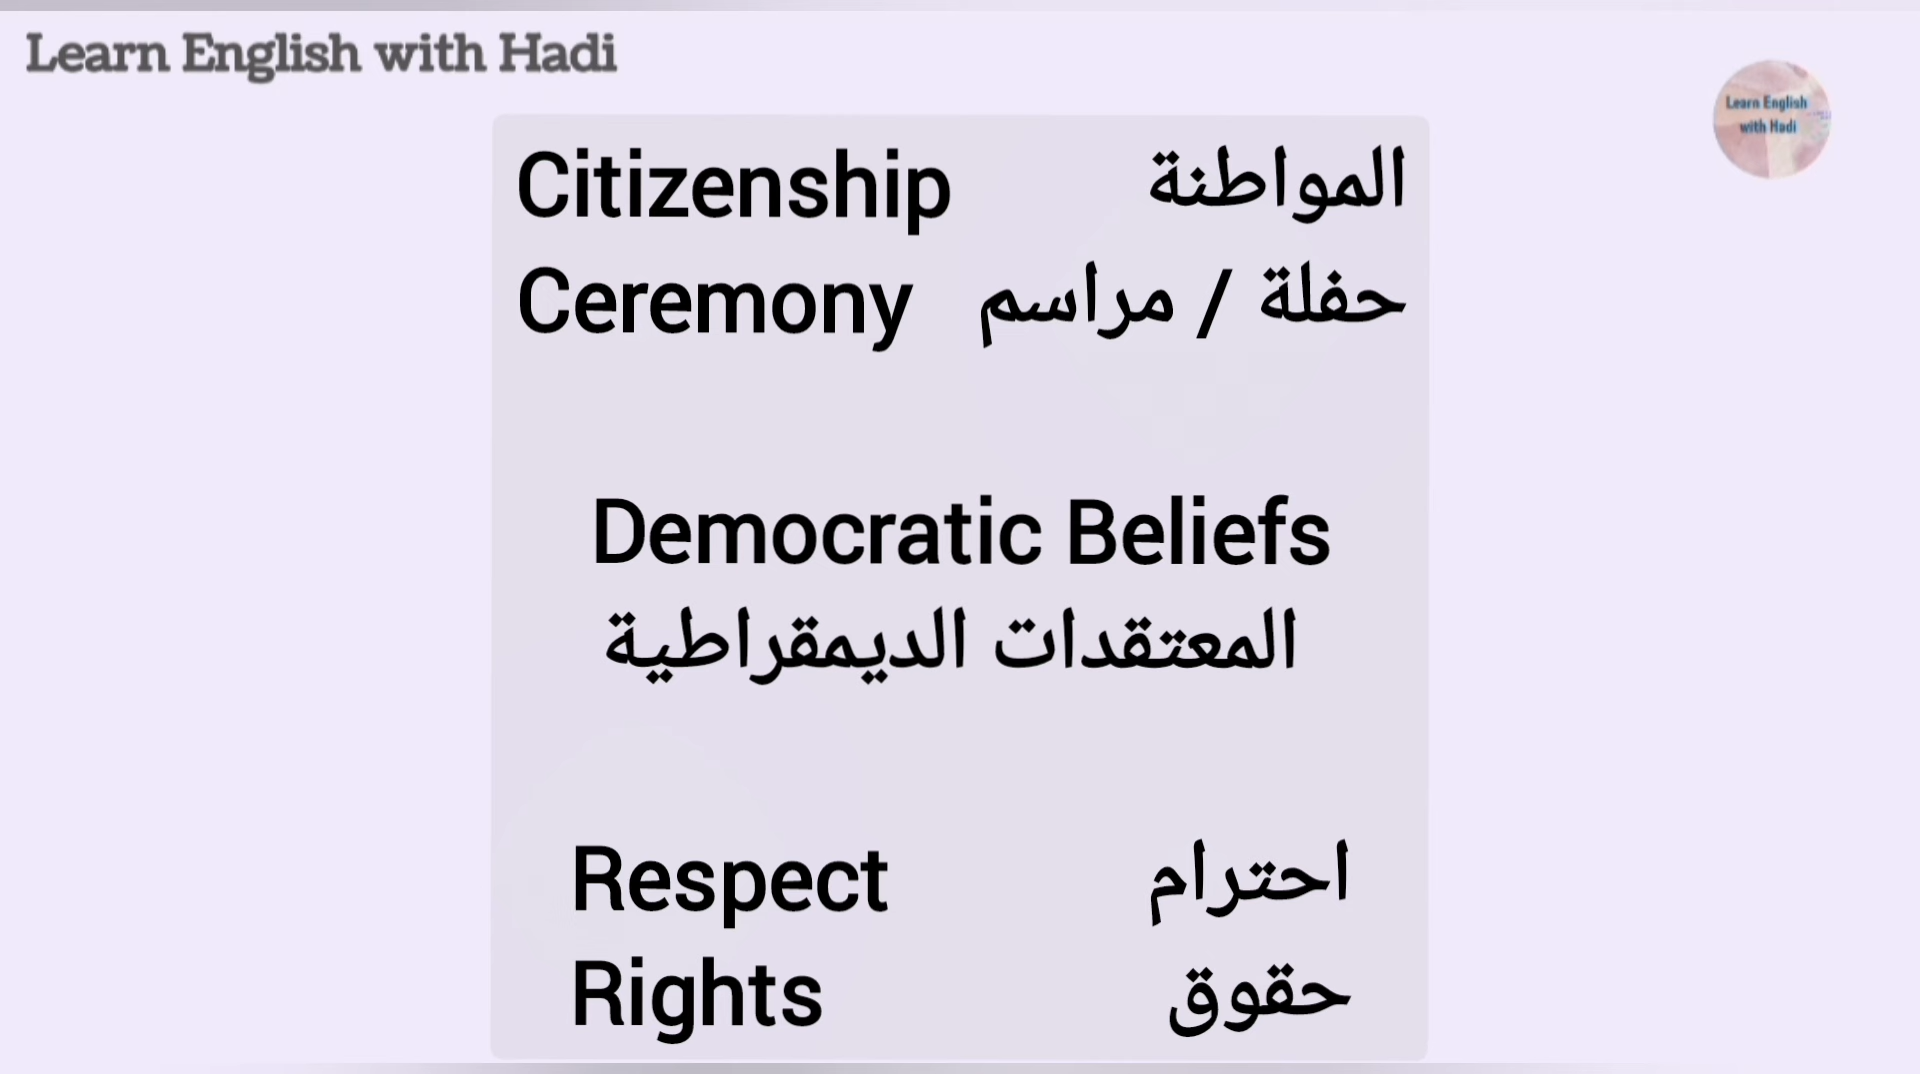 Learn English with Hadi
Learn English
with Hadi
Citizenship المواطنة
Ceremony حفلة / مراسم
Democratic Beliefs
المعتقدات الديمقراطية
Respect احترام
Rights حقوق